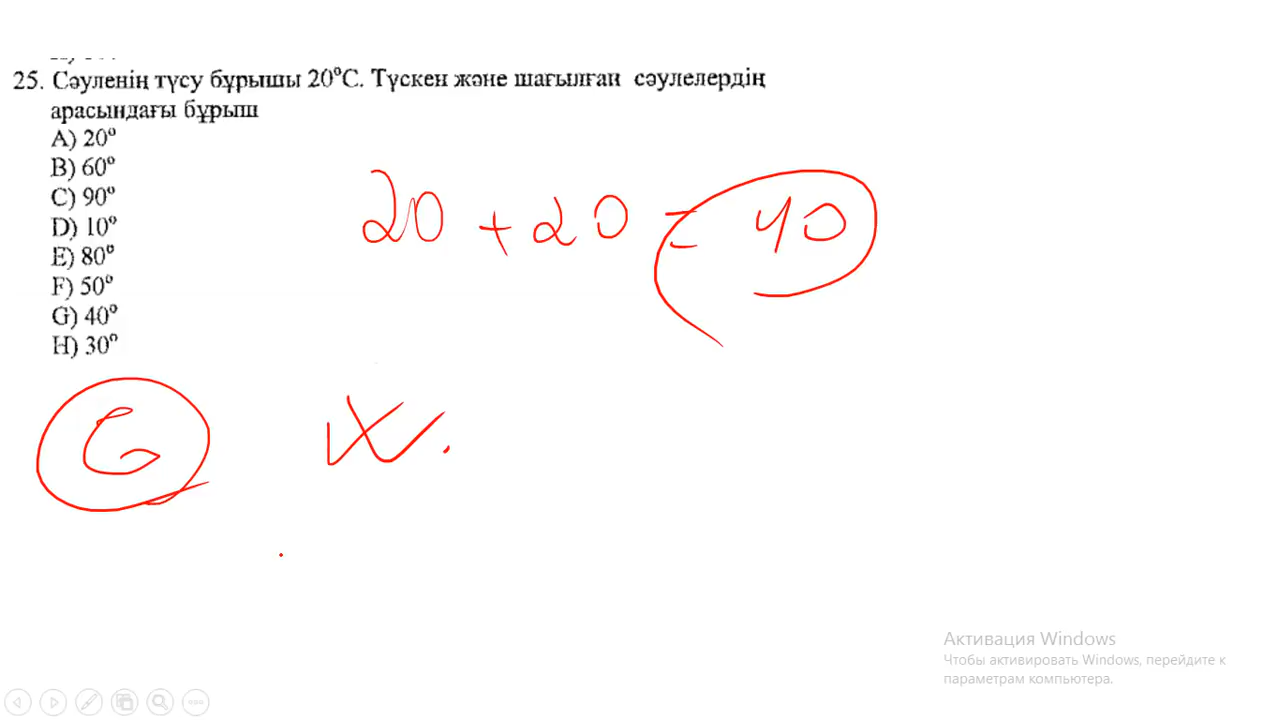 25. Сәуленің түсу бұрышы 20°С. Түскен және шағылған сәулелердің
арасындағы бұрыш
A) 20°
B) 60°
C) 90°
D) 10°
E) 80°
F) 50°
G) 40°
H) 30°
20 + 20 = 40
G
Активация Windows
Чтобы активировать Windows, перейдите к
параметрам компьютера.